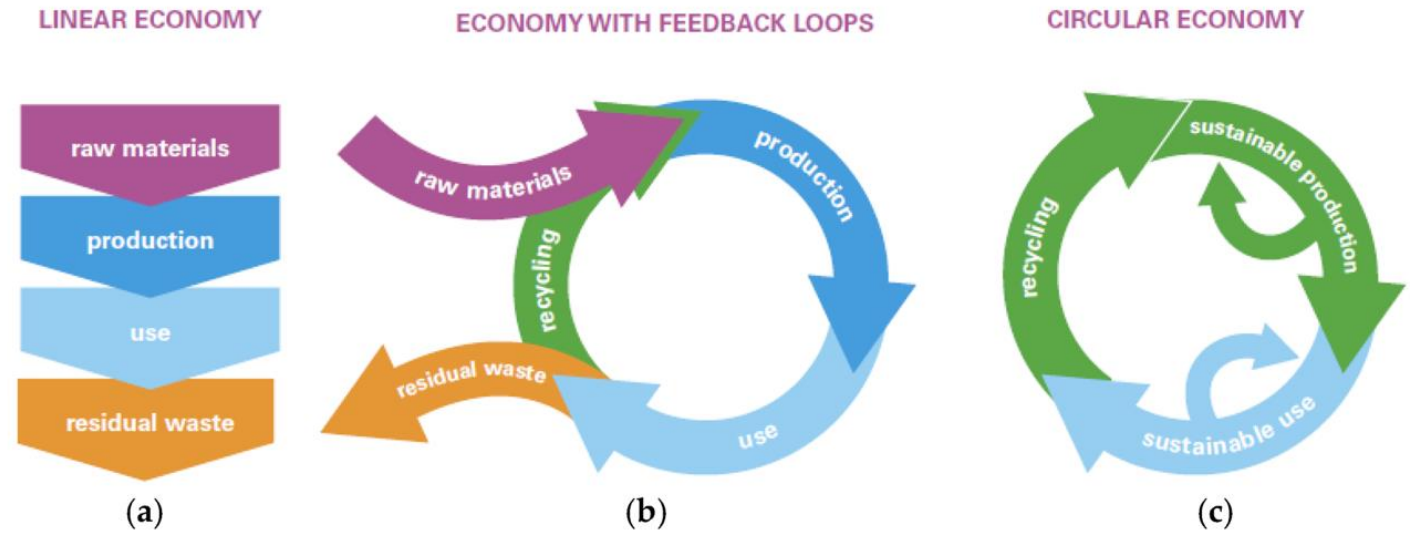 LINEAR ECONOMY
raw materials
production
use
residual waste
(a)
ECONOMY WITH FEEDBACK LOOPS
raw materials
production
use
recycling
residual waste
(b)
CIRCULAR ECONOMY
sustainable production
sustainable use
recycling
(c)